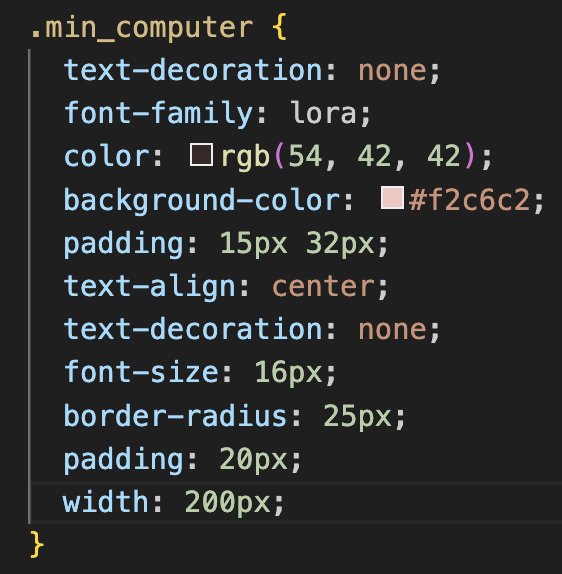 .min_computer {
text-decoration: none;
font-family: lora;
color: rgb(54, 42, 42);
background-color: #f2c6c2;
padding: 15px 32px;
text-align: center;
text-decoration: none;
font-size: 16px;
border-radius: 25px;
padding: 20px;
width: 200px;
}